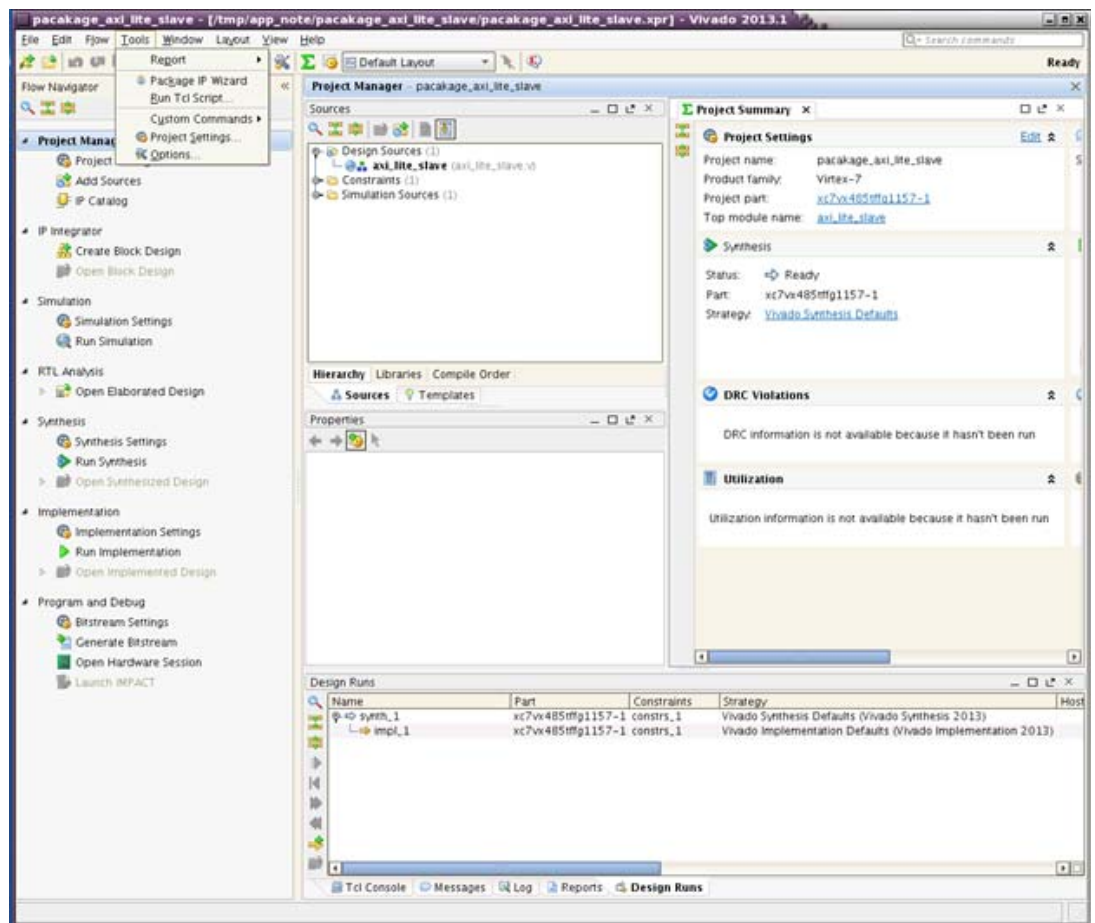 pacakage_axi_lite_slave - [/tmp/app_note/pacakage_axi_lite_slave/pacakage_axi_lite_slave.xpr] - Vivado 2013.1
File Edit Flow Tools Window Layout View Help
Search commands
Default Layout
Ready
Report
Package IP Wizard
Run Tcl Script...
Custom Commands
Project Settings...
Options...
Flow Navigator
Project Manag
Project
Add Sources
IP Catalog
IP Integrator
Create Block Design
Open Block Design
Simulation
Simulation Settings
Run Simulation
RTL Analysis
Open Elaborated Design
Synthesis
Synthesis Settings
Run Synthesis
Open Synthesized Design
Implementation
Implementation Settings
Run Implementation
Open Implemented Design
Program and Debug
Bitstream Settings
Generate Bitstream
Open Hardware Session
Launch iMPACT
Project Manager - pacakage_axi_lite_slave
Sources
Design Sources (1)
axi_lite_slave (axi_lite_slave.v)
Constraints (1)
Simulation Sources (1)
Hierarchy Libraries Compile Order
Sources Templates
Properties
Project Summary
Project Settings Edit
Project name: pacakage_axi_lite_slave
Product family: Virtex-7
Project part: xc7vx485tffg1157-1
Top module name: axi_lite_slave
Synthesis
Status: Ready
Part: xc7vx485tffg1157-1
Strategy: Vivado Synthesis Defaults
DRC Violations
DRC information is not available because it hasn't been run
Utilization
Utilization information is not available because it hasn't been run
Design Runs
Name Part Constraints Strategy Host
synth_1 xc7vx485tffg1157-1 constrs_1 Vivado Synthesis Defaults (Vivado Synthesis 2013)
impl_1 xc7vx485tffg1157-1 constrs_1 Vivado Implementation Defaults (Vivado Implementation 2013)
Tcl Console Messages Log Reports Design Runs